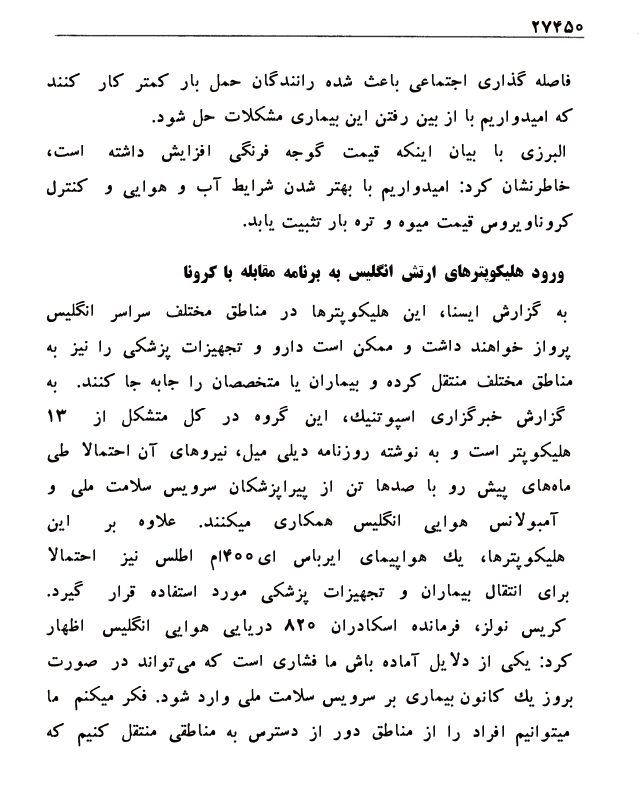 ۲۷۴۵۰
فاصله گذاری اجتماعی باعث شده رانندگان حمل بار کمتر کار کنند
که امیدواریم با از بین رفتن این بیماری مشکلات حل شود.
البرزی با بیان اینکه قیمت گوجه فرنگی افزایش داشته است،
خاطرنشان کرد: امیدواریم با بهتر شدن شرایط آب و هوایی و کنترل
کروناویروس قیمت میوه و تره بار تثبیت یابد.
ورود هلیکوپترهای ارتش انگلیس به برنامه مقابله با کرونا
به گزارش ایسنا، این هلیکوپترها در مناطق مختلف سراسر انگلیس
پرواز خواهند داشت و ممکن است دارو و تجهیزات پزشکی را نیز به
مناطق مختلف منتقل کرده و بیماران یا متخصصان را جابه جا کنند. به
گزارش خبرگزاری اسپوتنیك، این گروه در کل متشکل از ۱۳
هلیکوپتر است و به نوشته روزنامه دیلی میل، نیروهای آن احتمالا طی
ماه‌های پیش رو با صدها تن از پیراپزشکان سرویس سلامت ملی و
آمبولانس هوایی انگلیس همکاری میکنند. علاوه بر این
هلیکوپترها، یك هواپیمای ایرباس ای۴۰۰ام اطلس نیز احتمالا
برای انتقال بیماران و تجهیزات پزشکی مورد استفاده قرار گیرد.
کریس نولز، فرمانده اسکادران ۸۲۰ دریایی هوایی انگلیس اظهار
کرد: یکی از دلایل آماده باش ما فشاری است که می‌تواند در صورت
بروز یك کانون بیماری بر سرویس سلامت ملی وارد شود. فکر میکنم ما
میتوانیم افراد را از مناطق دور از دسترس به مناطقی منتقل کنیم که